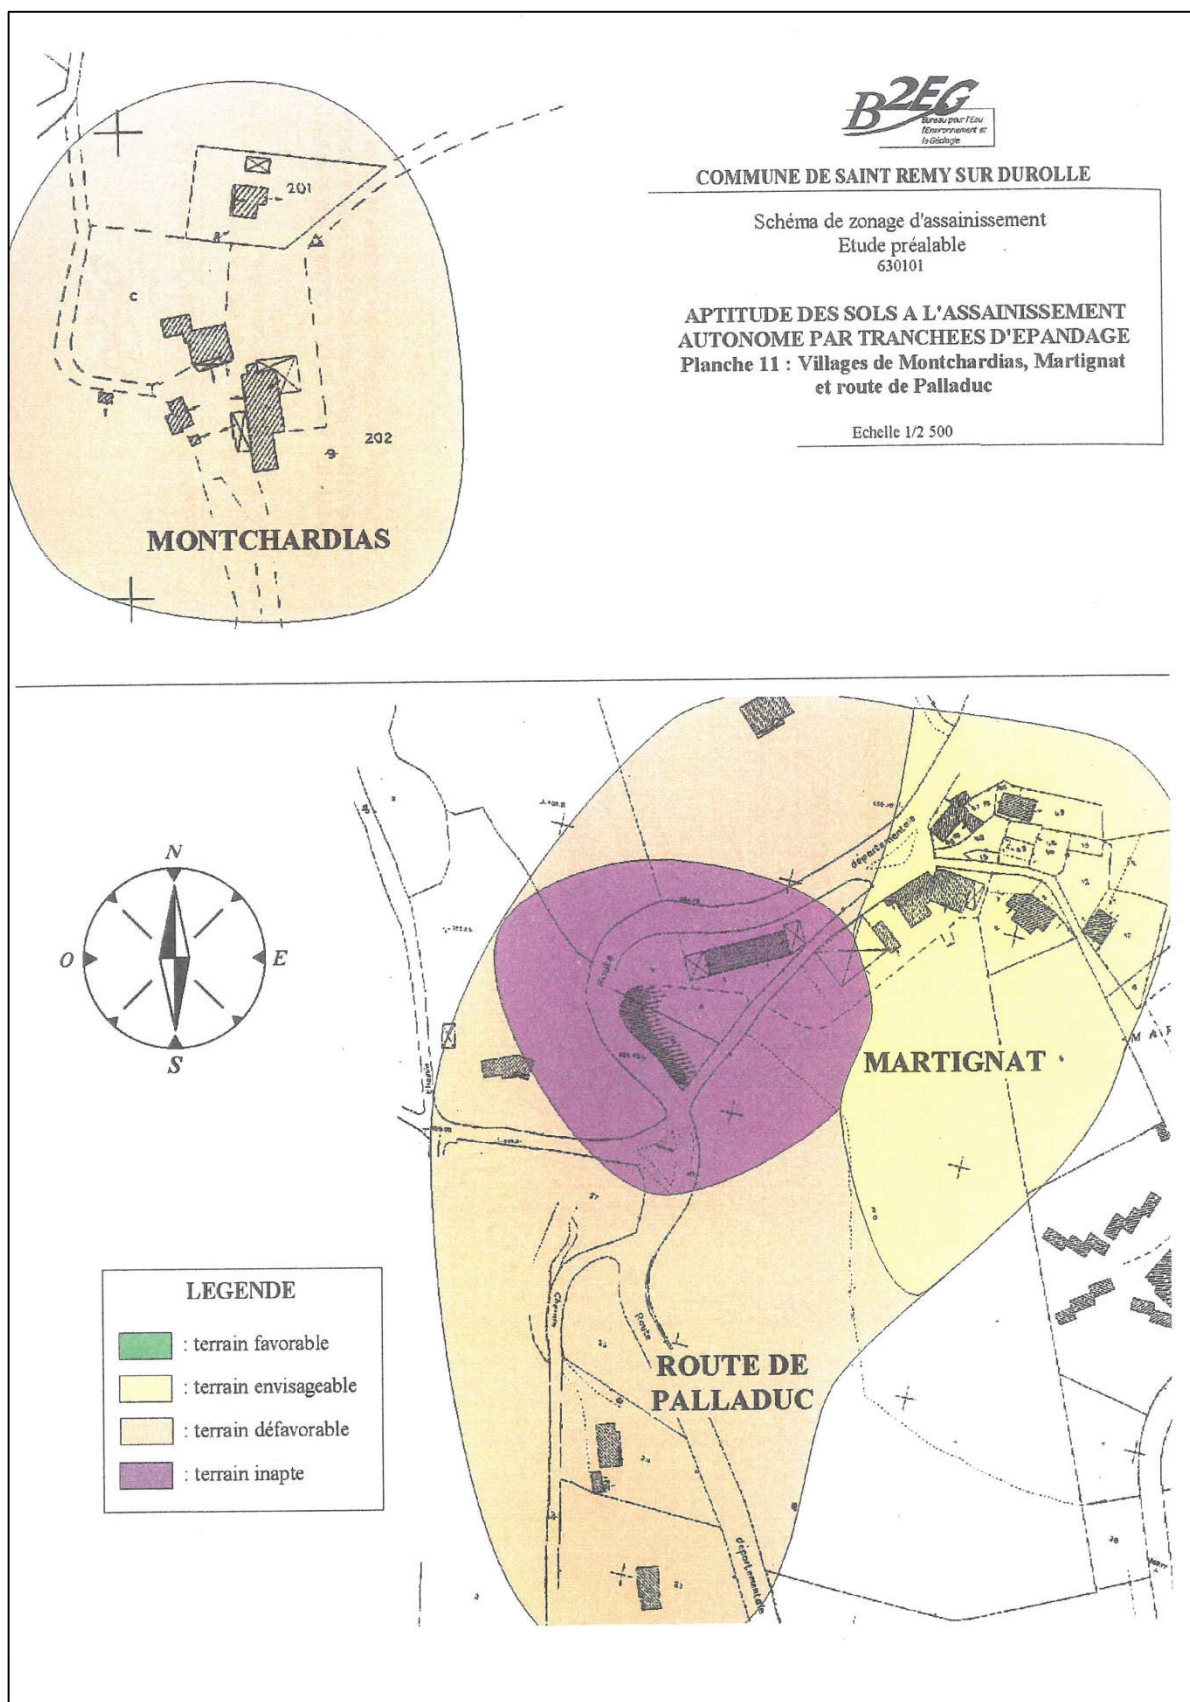 B2EG
Bureau pour l'Eau
l'Environnement et
la Géologie
COMMUNE DE SAINT REMY SUR DUROLLE
Schéma de zonage d'assainissement
Etude préalable
630101
APTITUDE DES SOLS A L'ASSAINISSEMENT
AUTONOME PAR TRANCHEES D'EPANDAGE
Planche 11 : Villages de Montchardias, Martignat
et route de Palladuc
Echelle 1/2 500
201
C
202
MONTCHARDIAS
N
O
E
S
départementale
Route
Chemin
MARTIGNAT
Chemin
Route
ROUTE DE
PALLADUC
départementale
LEGENDE
: terrain favorable
: terrain envisageable
: terrain défavorable
: terrain inapte